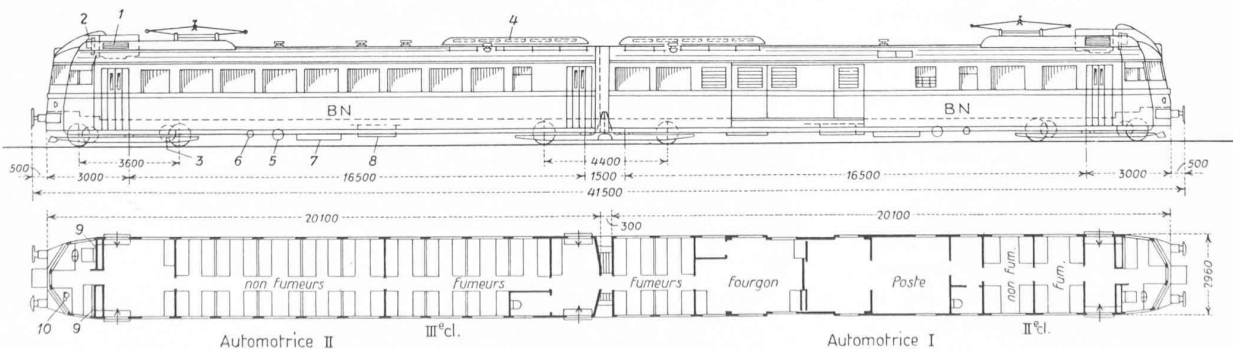 2 1 4
BN BN
3 6 5 7 8
3600 4400
500 3000 16500 1500 16500 3000 500
41500
20100 300 20100
9
non fumeurs fumeurs fumeurs Fourgon Poste non fum. fum.
2960
10 9
IIIe cl. IIe cl.
Automotrice II Automotrice I